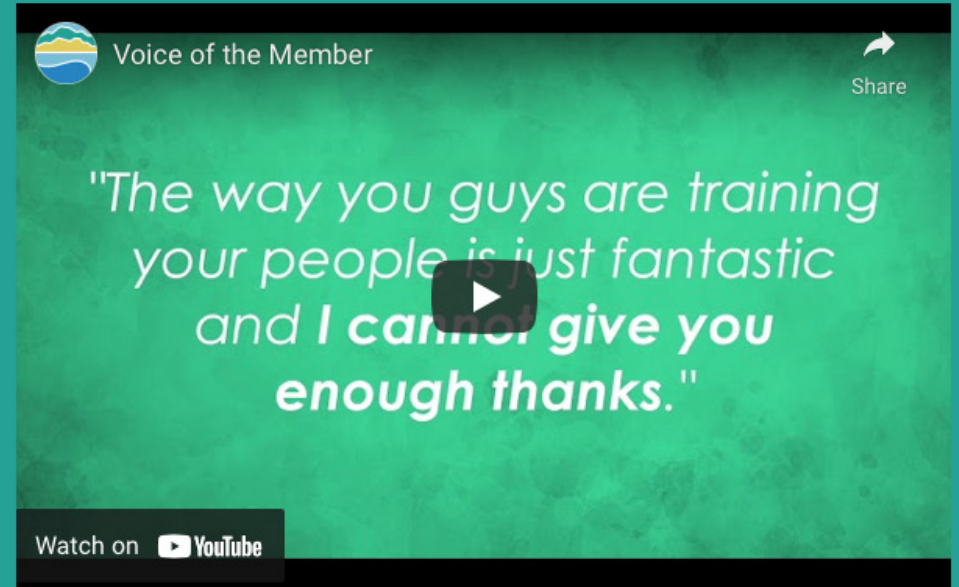 Voice of the Member
Share
"The way you guys are training
your people is just fantastic
and I cannot give you
enough thanks."
Watch on YouTube